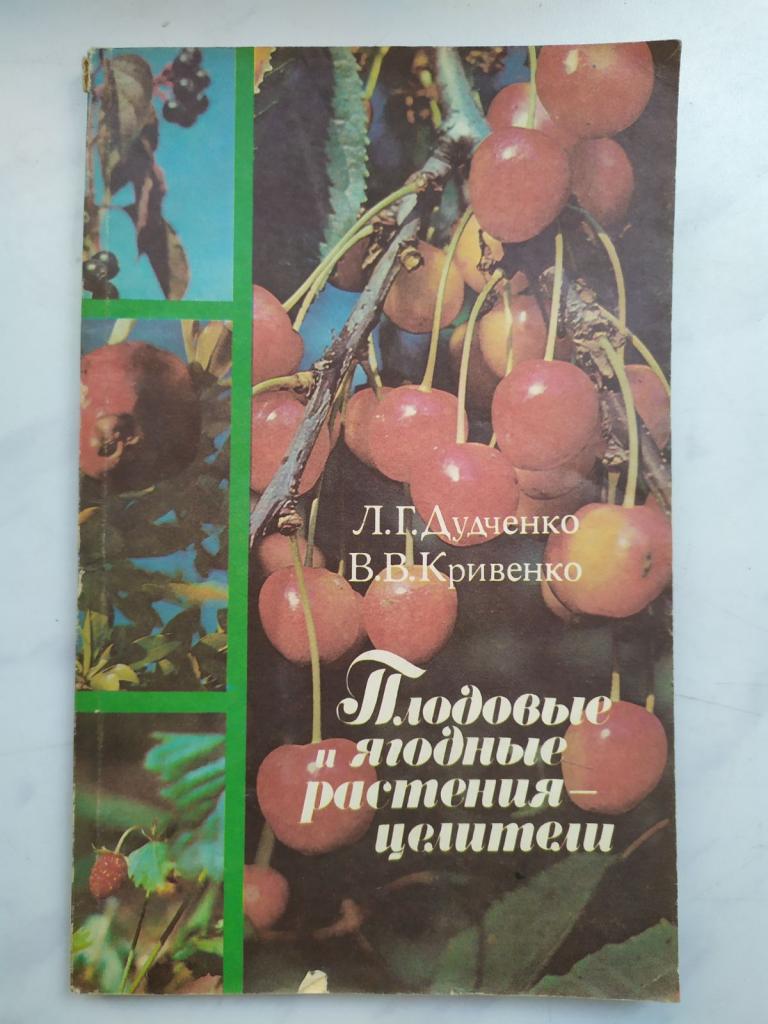 Л.Г.Дудченко
В.В.Кривенко
Плодовые
и ягодные
растения–
целители